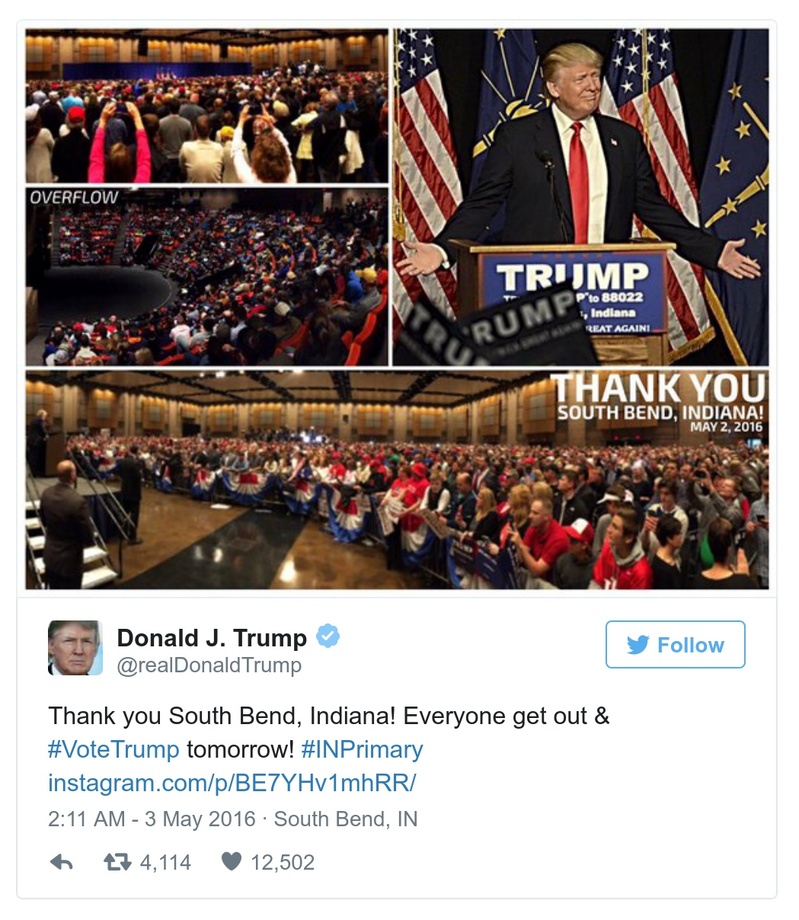 OVERFLOW
TRUMP
to 88022
, Indiana
REAT AGAIN!
TRUMP
TRU
THANK YOU
SOUTH BEND, INDIANA!
MAY 2, 2016
Donald J. Trump
@realDonaldTrump
Follow
Thank you South Bend, Indiana! Everyone get out &
#VoteTrump tomorrow! #INPrimary
instagram.com/p/BE7YHv1mhRR/
2:11 AM - 3 May 2016 · South Bend, IN
4,114 12,502